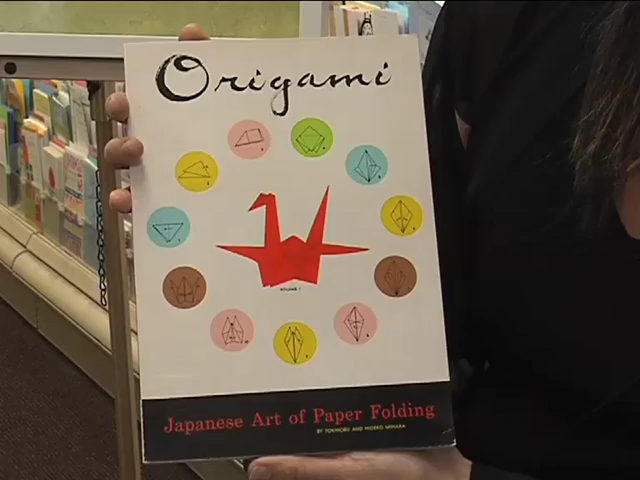 Origami
VOLUME I
Japanese Art of Paper Folding
BY TOKINOBU AND HIDEKO MIHARA